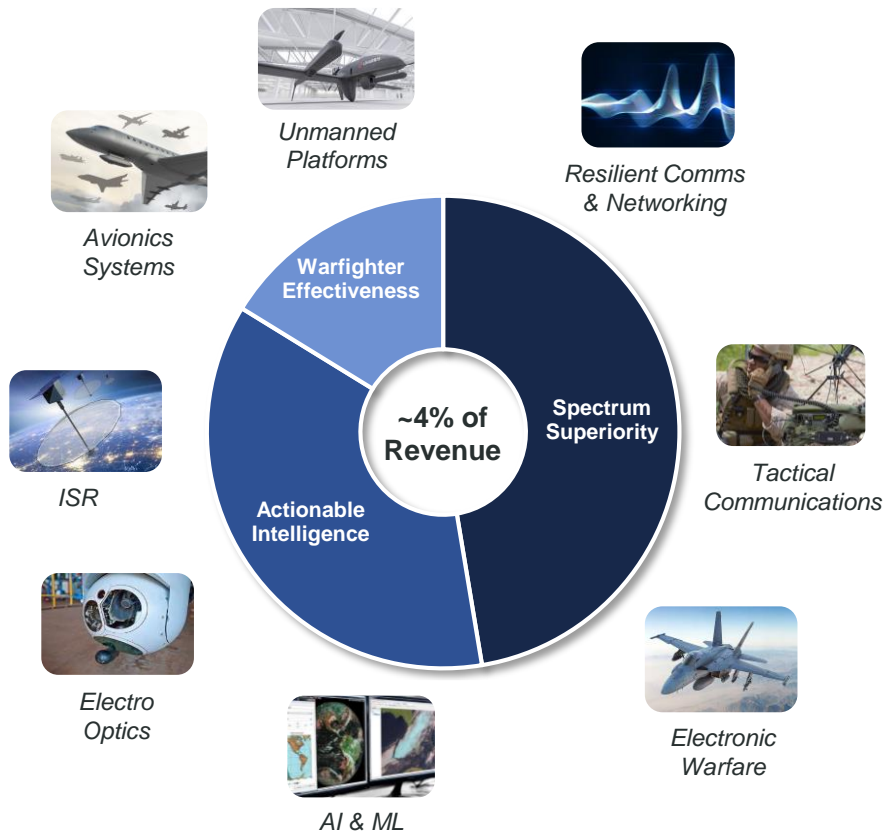 Unmanned
Platforms
Resilient Comms
& Networking
Avionics
Systems
Warfighter
Effectiveness
Spectrum
Superiority
~4% of
Revenue
ISR
Tactical
Communications
Actionable
Intelligence
Electro
Optics
Electronic
Warfare
AI & ML